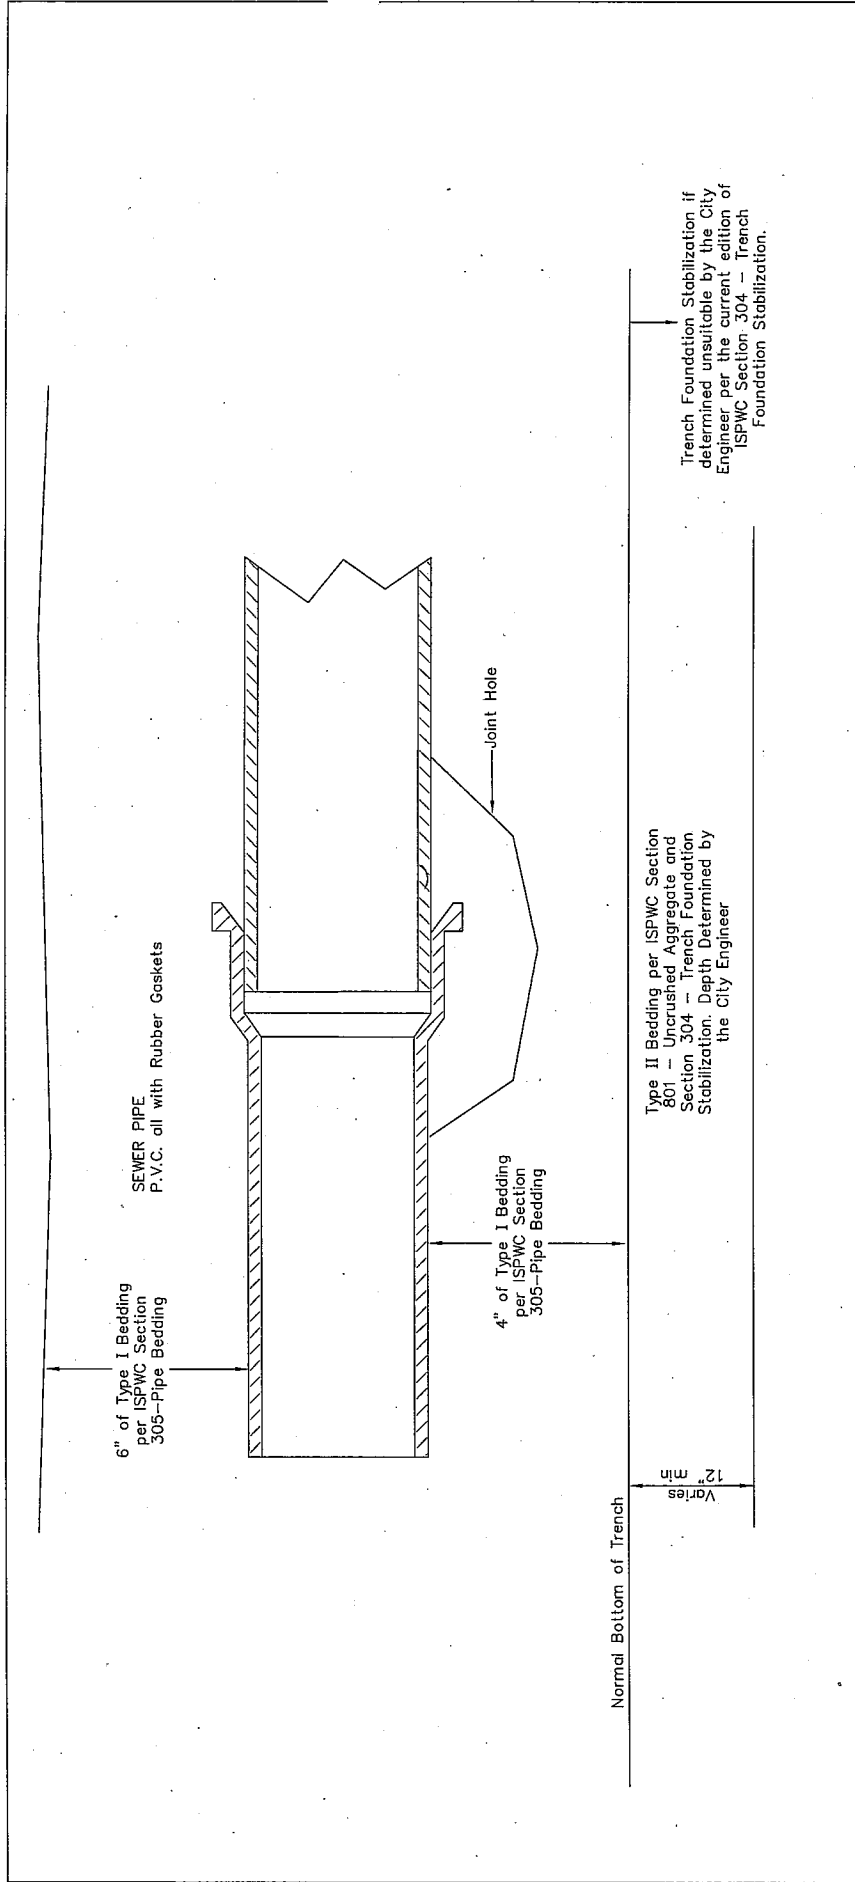 6" of Type I Bedding
per ISPWC Section
305-Pipe Bedding
SEWER PIPE
P.V.C. all with Rubber Gaskets
4" of Type I Bedding
per ISPWC Section
305-Pipe Bedding
Joint Hole
Normal Bottom of Trench
Varies
12" min
Type II Bedding per ISPWC Section
801 - Uncrushed Aggregate and
Section 304 - Trench Foundation
Stabilization. Depth Determined by
the City Engineer
Trench Foundation Stabilization if
determined unsuitable by the City
Engineer per the current edition of
ISPWC Section 304 - Trench
Foundation Stabilization.